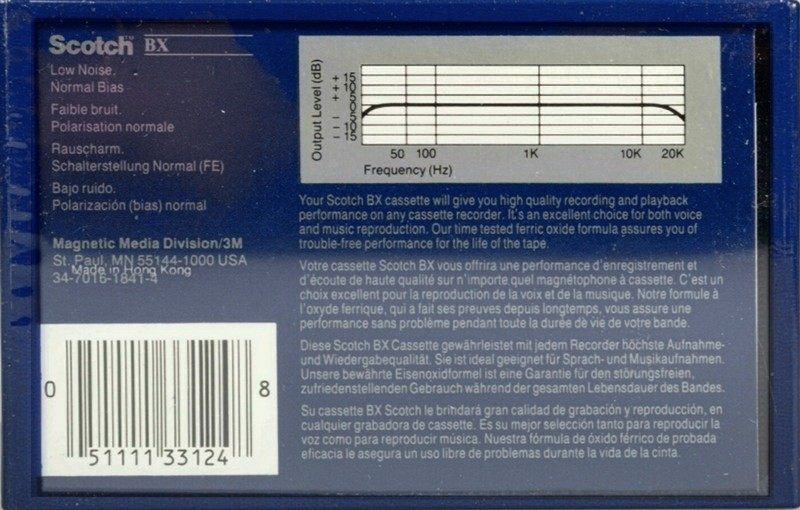 Scotch™ BX
Low Noise.
Normal Bias
Faible bruit.
Polarisation normale
Rauscharm.
Schalterstellung Normal (FE)
Bajo ruido.
Polarización (bias) normal
Magnetic Media Division/3M
St. Paul, MN 55144-1000 USA
Made in Hong Kong
34-7016-1841-4
0 51111 33124 8
Output Level (dB)
+ 15
+ 10
+ 5
0
- 5
- 10
- 15
50 100 1K 10K 20K
Frequency (Hz)
Your Scotch BX cassette will give you high quality recording and playback
performance on any cassette recorder. It's an excellent choice for both voice
and music reproduction. Our time tested ferric oxide formula assures you of
trouble-free performance for the life of the tape.
Votre cassette Scotch BX vous offrira une performance d'enregistrement et
d'écoute de haute qualité sur n'importe quel magnétophone à cassette. C'est un
choix excellent pour la reproduction de la voix et de la musique. Notre formule à
l'oxyde ferrique, qui a fait ses preuves depuis longtemps, vous assure une
performance sans problème pendant toute la durée de vie de votre bande.
Diese Scotch BX Cassette gewährleistet mit jedem Recorder höchste Aufnahme-
und Wiedergabequalität. Sie ist ideal geeignet für Sprach- und Musikaufnahmen.
Unsere bewährte Eisenoxidformel ist eine Garantie für den störungsfreien,
zufriedenstellenden Gebrauch während der gesamten Lebensdauer des Bandes.
Su cassette BX Scotch le brindará gran calidad de grabación y reproducción, en
cualquier grabadora de cassette. Es su mejor selección tanto para reproducir la
voz como para reproducir música. Nuestra fórmula de óxido férrico de probada
eficacia le asegura un uso libre de problemas durante la vida de la cinta.